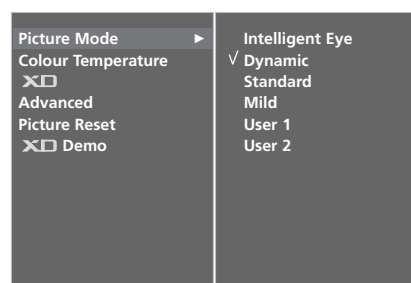 Picture Mode ►
Colour Temperature
XD
Advanced
Picture Reset
XD Demo
Intelligent Eye
√ Dynamic
Standard
Mild
User 1
User 2